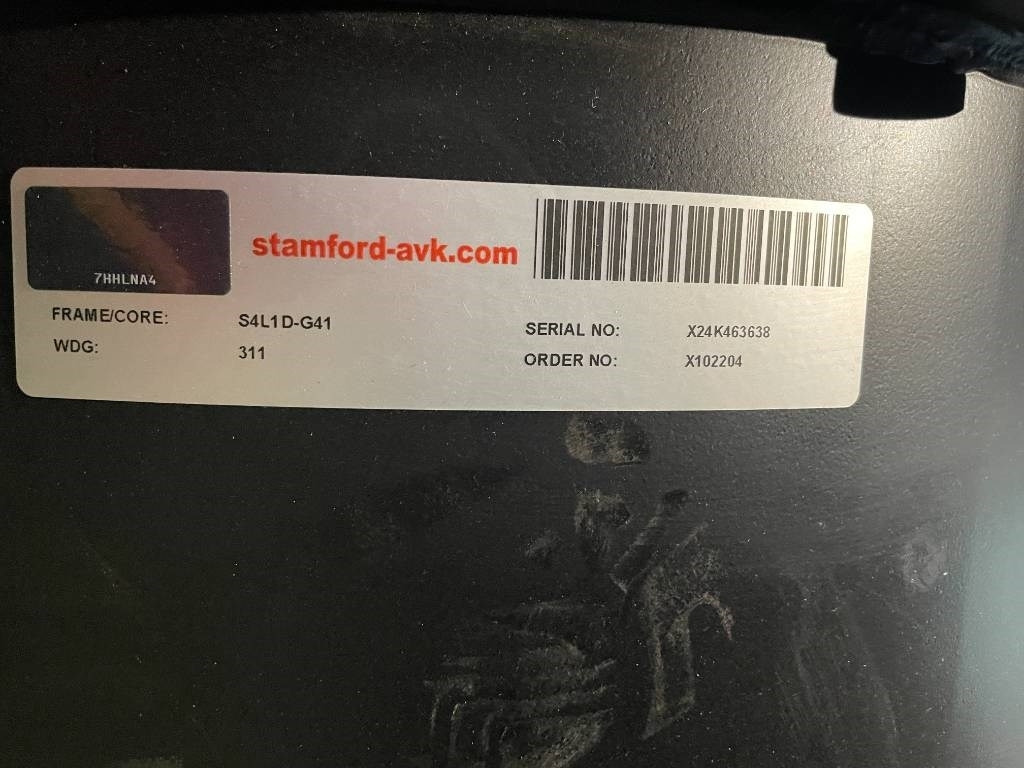 stamford-avk.com
7HHLNA4
FRAME/CORE: S4L1D-G41
WDG: 311
SERIAL NO: X24K463638
ORDER NO: X102204